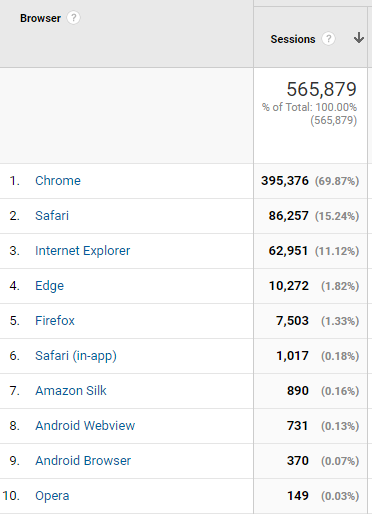 Browser ?
Sessions ? ↓
565,879
% of Total: 100.00%
(565,879)
1. Chrome 395,376 (69.87%)
2. Safari 86,257 (15.24%)
3. Internet Explorer 62,951 (11.12%)
4. Edge 10,272 (1.82%)
5. Firefox 7,503 (1.33%)
6. Safari (in-app) 1,017 (0.18%)
7. Amazon Silk 890 (0.16%)
8. Android Webview 731 (0.13%)
9. Android Browser 370 (0.07%)
10. Opera 149 (0.03%)